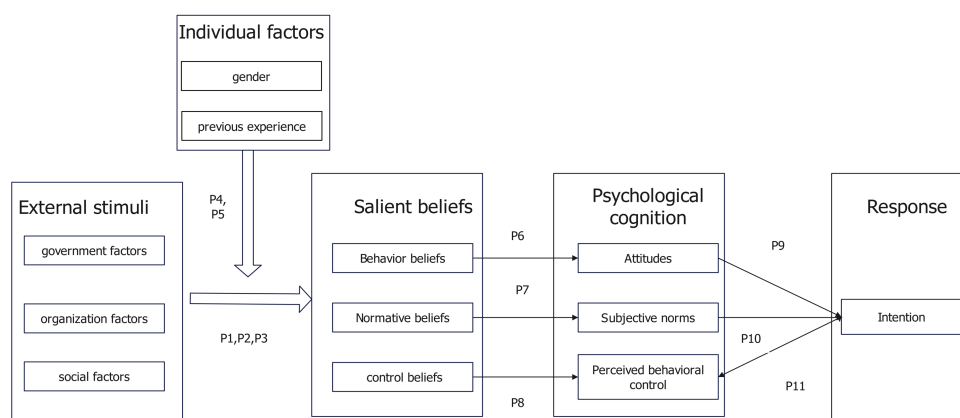 Individual factors
gender
previous experience
P4,
P5
External stimuli
government factors
organization factors
social factors
P1,P2,P3
Salient beliefs
Behavior beliefs
Normative beliefs
control beliefs
P6
P7
P8
Psychological
cognition
Attitudes
Subjective norms
Perceived behavioral
control
P9
P10
P11
Response
Intention